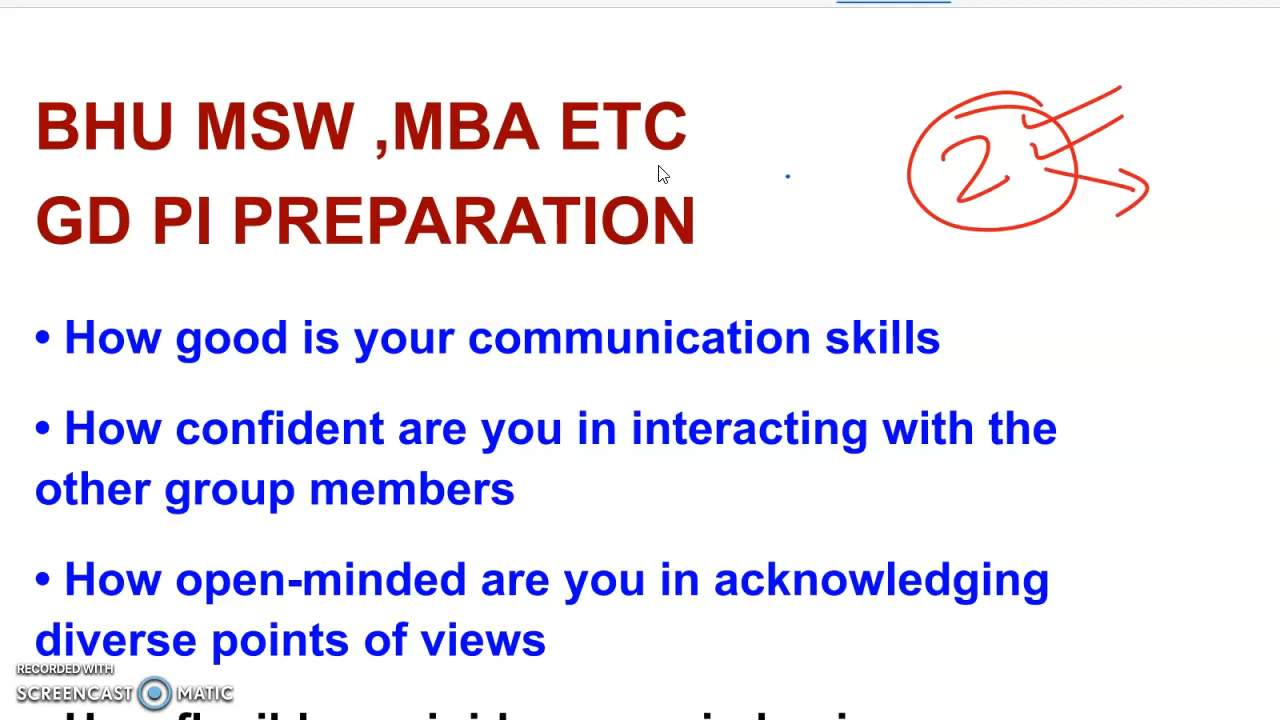 BHU MSW ,MBA ETC
2
GD PI PREPARATION
• How good is your communication skills
• How confident are you in interacting with the
other group members
• How open-minded are you in acknowledging
diverse points of views
RECORDED WITH
SCREENCAST MATIC